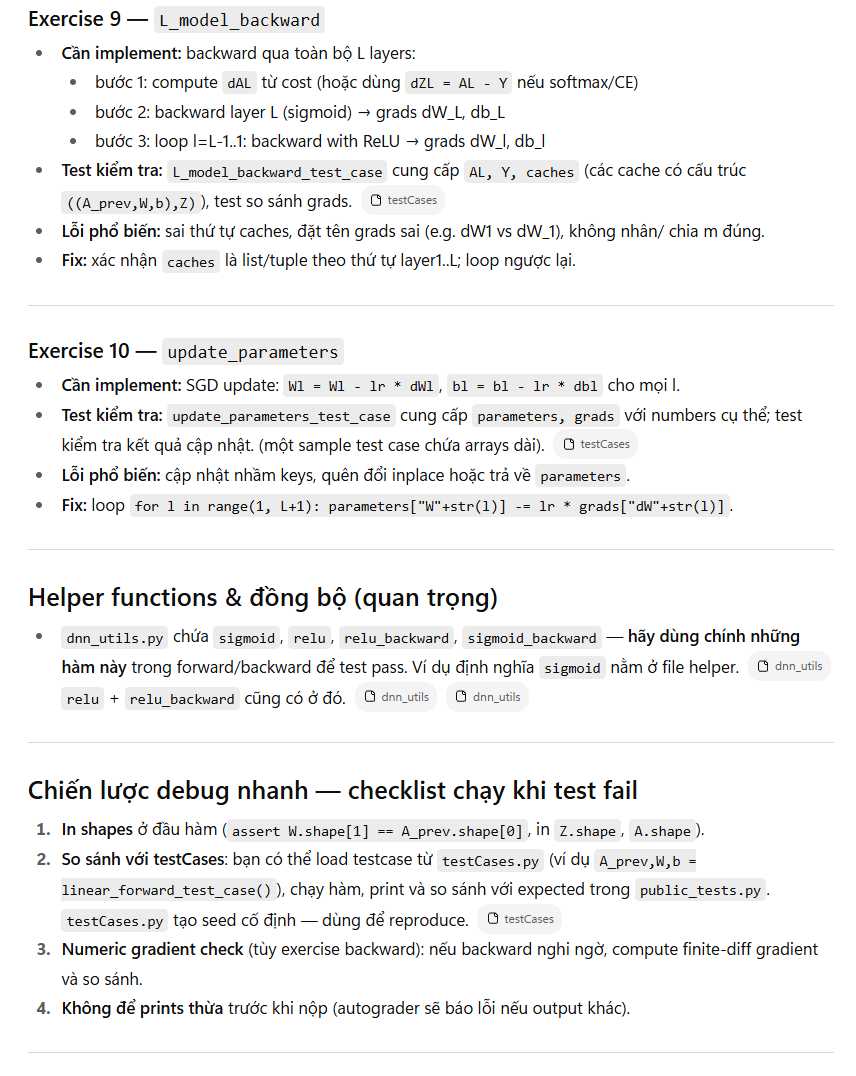 Exercise 9 — L_model_backward
Cần implement: backward qua toàn bộ L layers:
bước 1: compute dAL từ cost (hoặc dùng dZL = AL - Y nếu softmax/CE)
bước 2: backward layer L (sigmoid) → grads dW_L, db_L
bước 3: loop l=L-1..1: backward with ReLU → grads dW_l, db_l
Test kiểm tra: L_model_backward_test_case cung cấp AL, Y, caches (các cache có cấu trúc
((A_prev,W,b),Z)), test so sánh grads. testCases
Lỗi phổ biến: sai thứ tự caches, đặt tên grads sai (e.g. dW1 vs dW_1), không nhân/ chia m đúng.
Fix: xác nhận caches là list/tuple theo thứ tự layer1..L; loop ngược lại.
Exercise 10 — update_parameters
Cần implement: SGD update: Wl = Wl - lr * dWl, bl = bl - lr * dbl cho mọi l.
Test kiểm tra: update_parameters_test_case cung cấp parameters, grads với numbers cụ thể; test
kiểm tra kết quả cập nhật. (một sample test case chứa arrays dài). testCases
Lỗi phổ biến: cập nhật nhầm keys, quên đổi inplace hoặc trả về parameters.
Fix: loop for l in range(1, L+1): parameters["W"+str(l)] -= lr * grads["dW"+str(l)].
Helper functions & đồng bộ (quan trọng)
dnn_utils.py chứa sigmoid, relu, relu_backward, sigmoid_backward — hãy dùng chính những
hàm này trong forward/backward để test pass. Ví dụ định nghĩa sigmoid nằm ở file helper. dnn_utils
relu + relu_backward cũng có ở đó. dnn_utils dnn_utils
Chiến lược debug nhanh — checklist chạy khi test fail
1. In shapes ở đầu hàm (assert W.shape[1] == A_prev.shape[0], in Z.shape, A.shape).
2. So sánh với testCases: bạn có thể load testcase từ testCases.py (ví dụ A_prev,W,b =
linear_forward_test_case()), chạy hàm, print và so sánh với expected trong public_tests.py.
testCases.py tạo seed cố định — dùng để reproduce. testCases
3. Numeric gradient check (tùy exercise backward): nếu backward nghi ngờ, compute finite-diff gradient
và so sánh.
4. Không để prints thừa trước khi nộp (autograder sẽ báo lỗi nếu output khác).